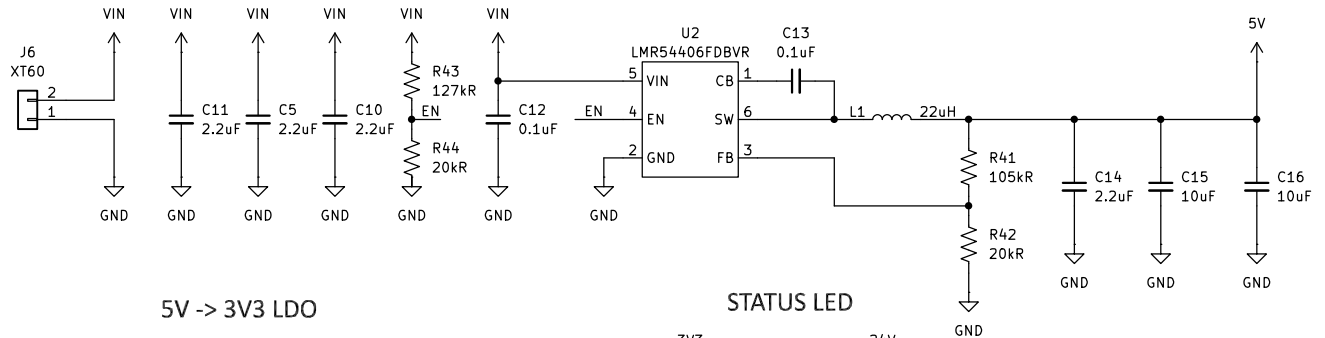 VIN VIN VIN VIN VIN VIN
5V
J6
XT60
2
1
C11
2.2uF
C5
2.2uF
C10
2.2uF
R43
127kR
EN
R44
20kR
C12
0.1uF
U2
LMR54406FDBVR
5 VIN CB 1
4 EN SW 6
2 GND FB 3
EN
C13
0.1uF
L1 22uH
R41
105kR
R42
20kR
C14
2.2uF
C15
10uF
C16
10uF
GND GND GND GND GND GND GND
GND GND GND
GND
5V -> 3V3 LDO
STATUS LED